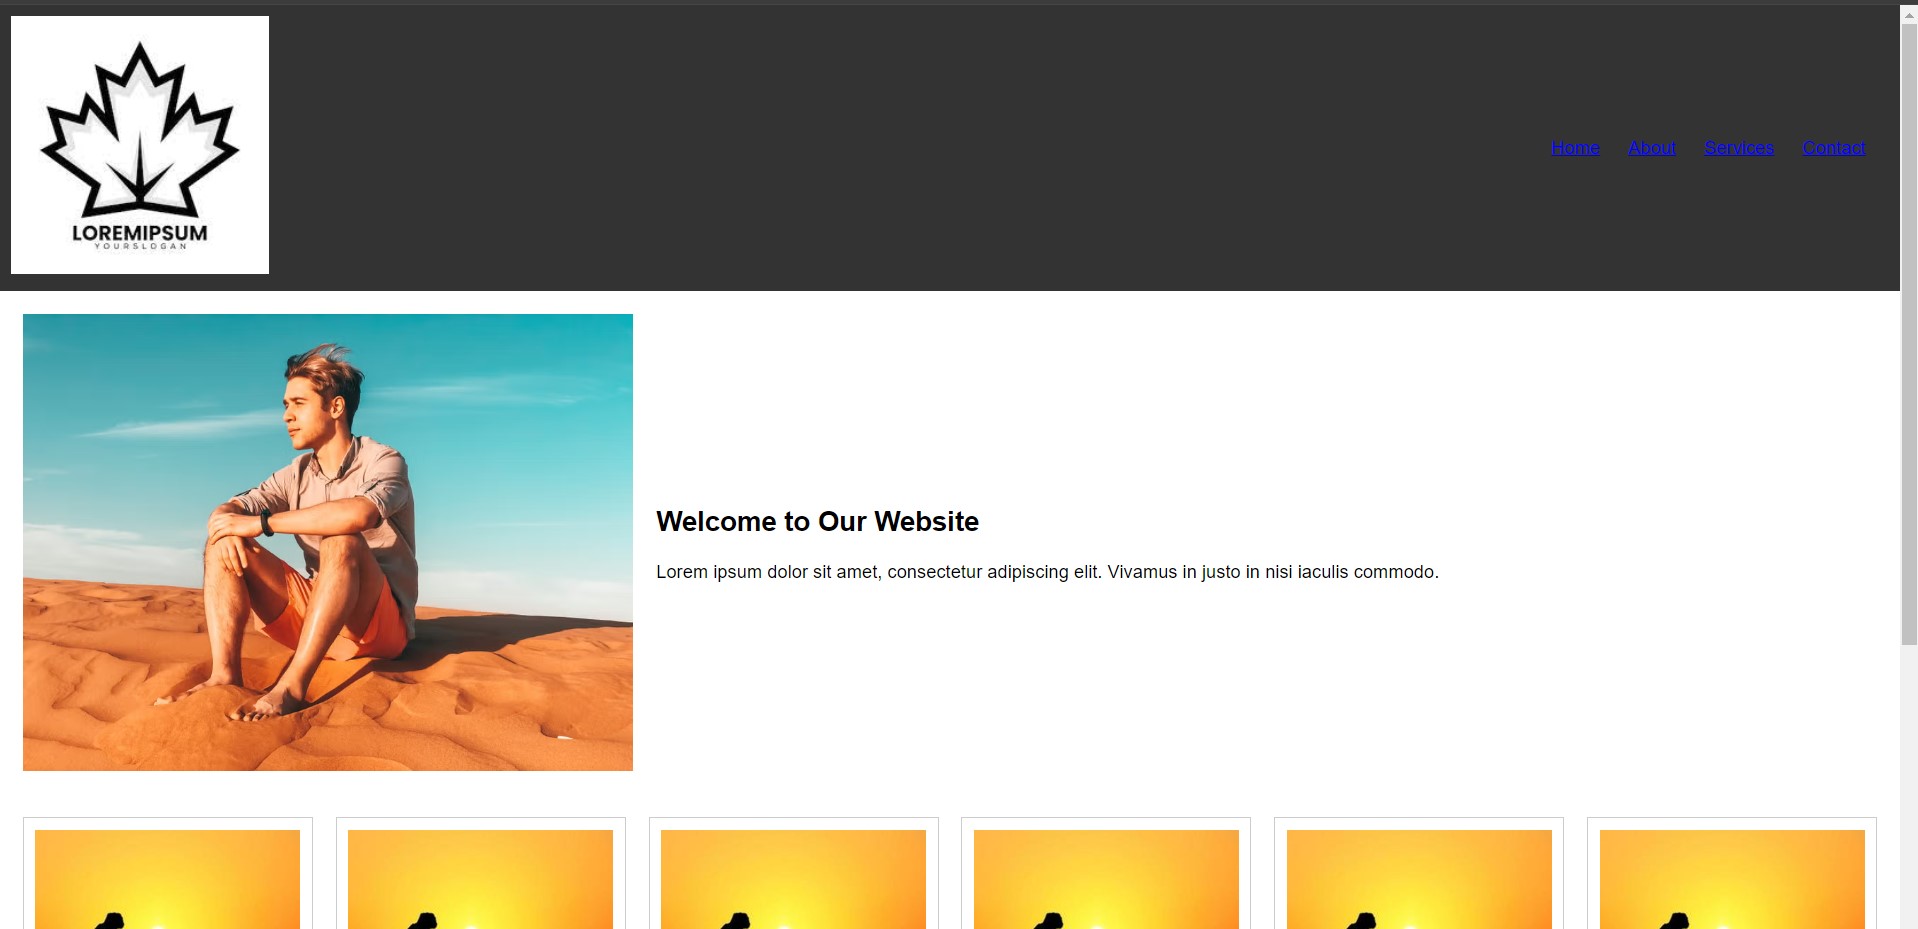 LOREMIPSUM
YOURSLOGAN
Home About Services Contact
Welcome to Our Website
Lorem ipsum dolor sit amet, consectetur adipiscing elit. Vivamus in justo in nisi iaculis commodo.